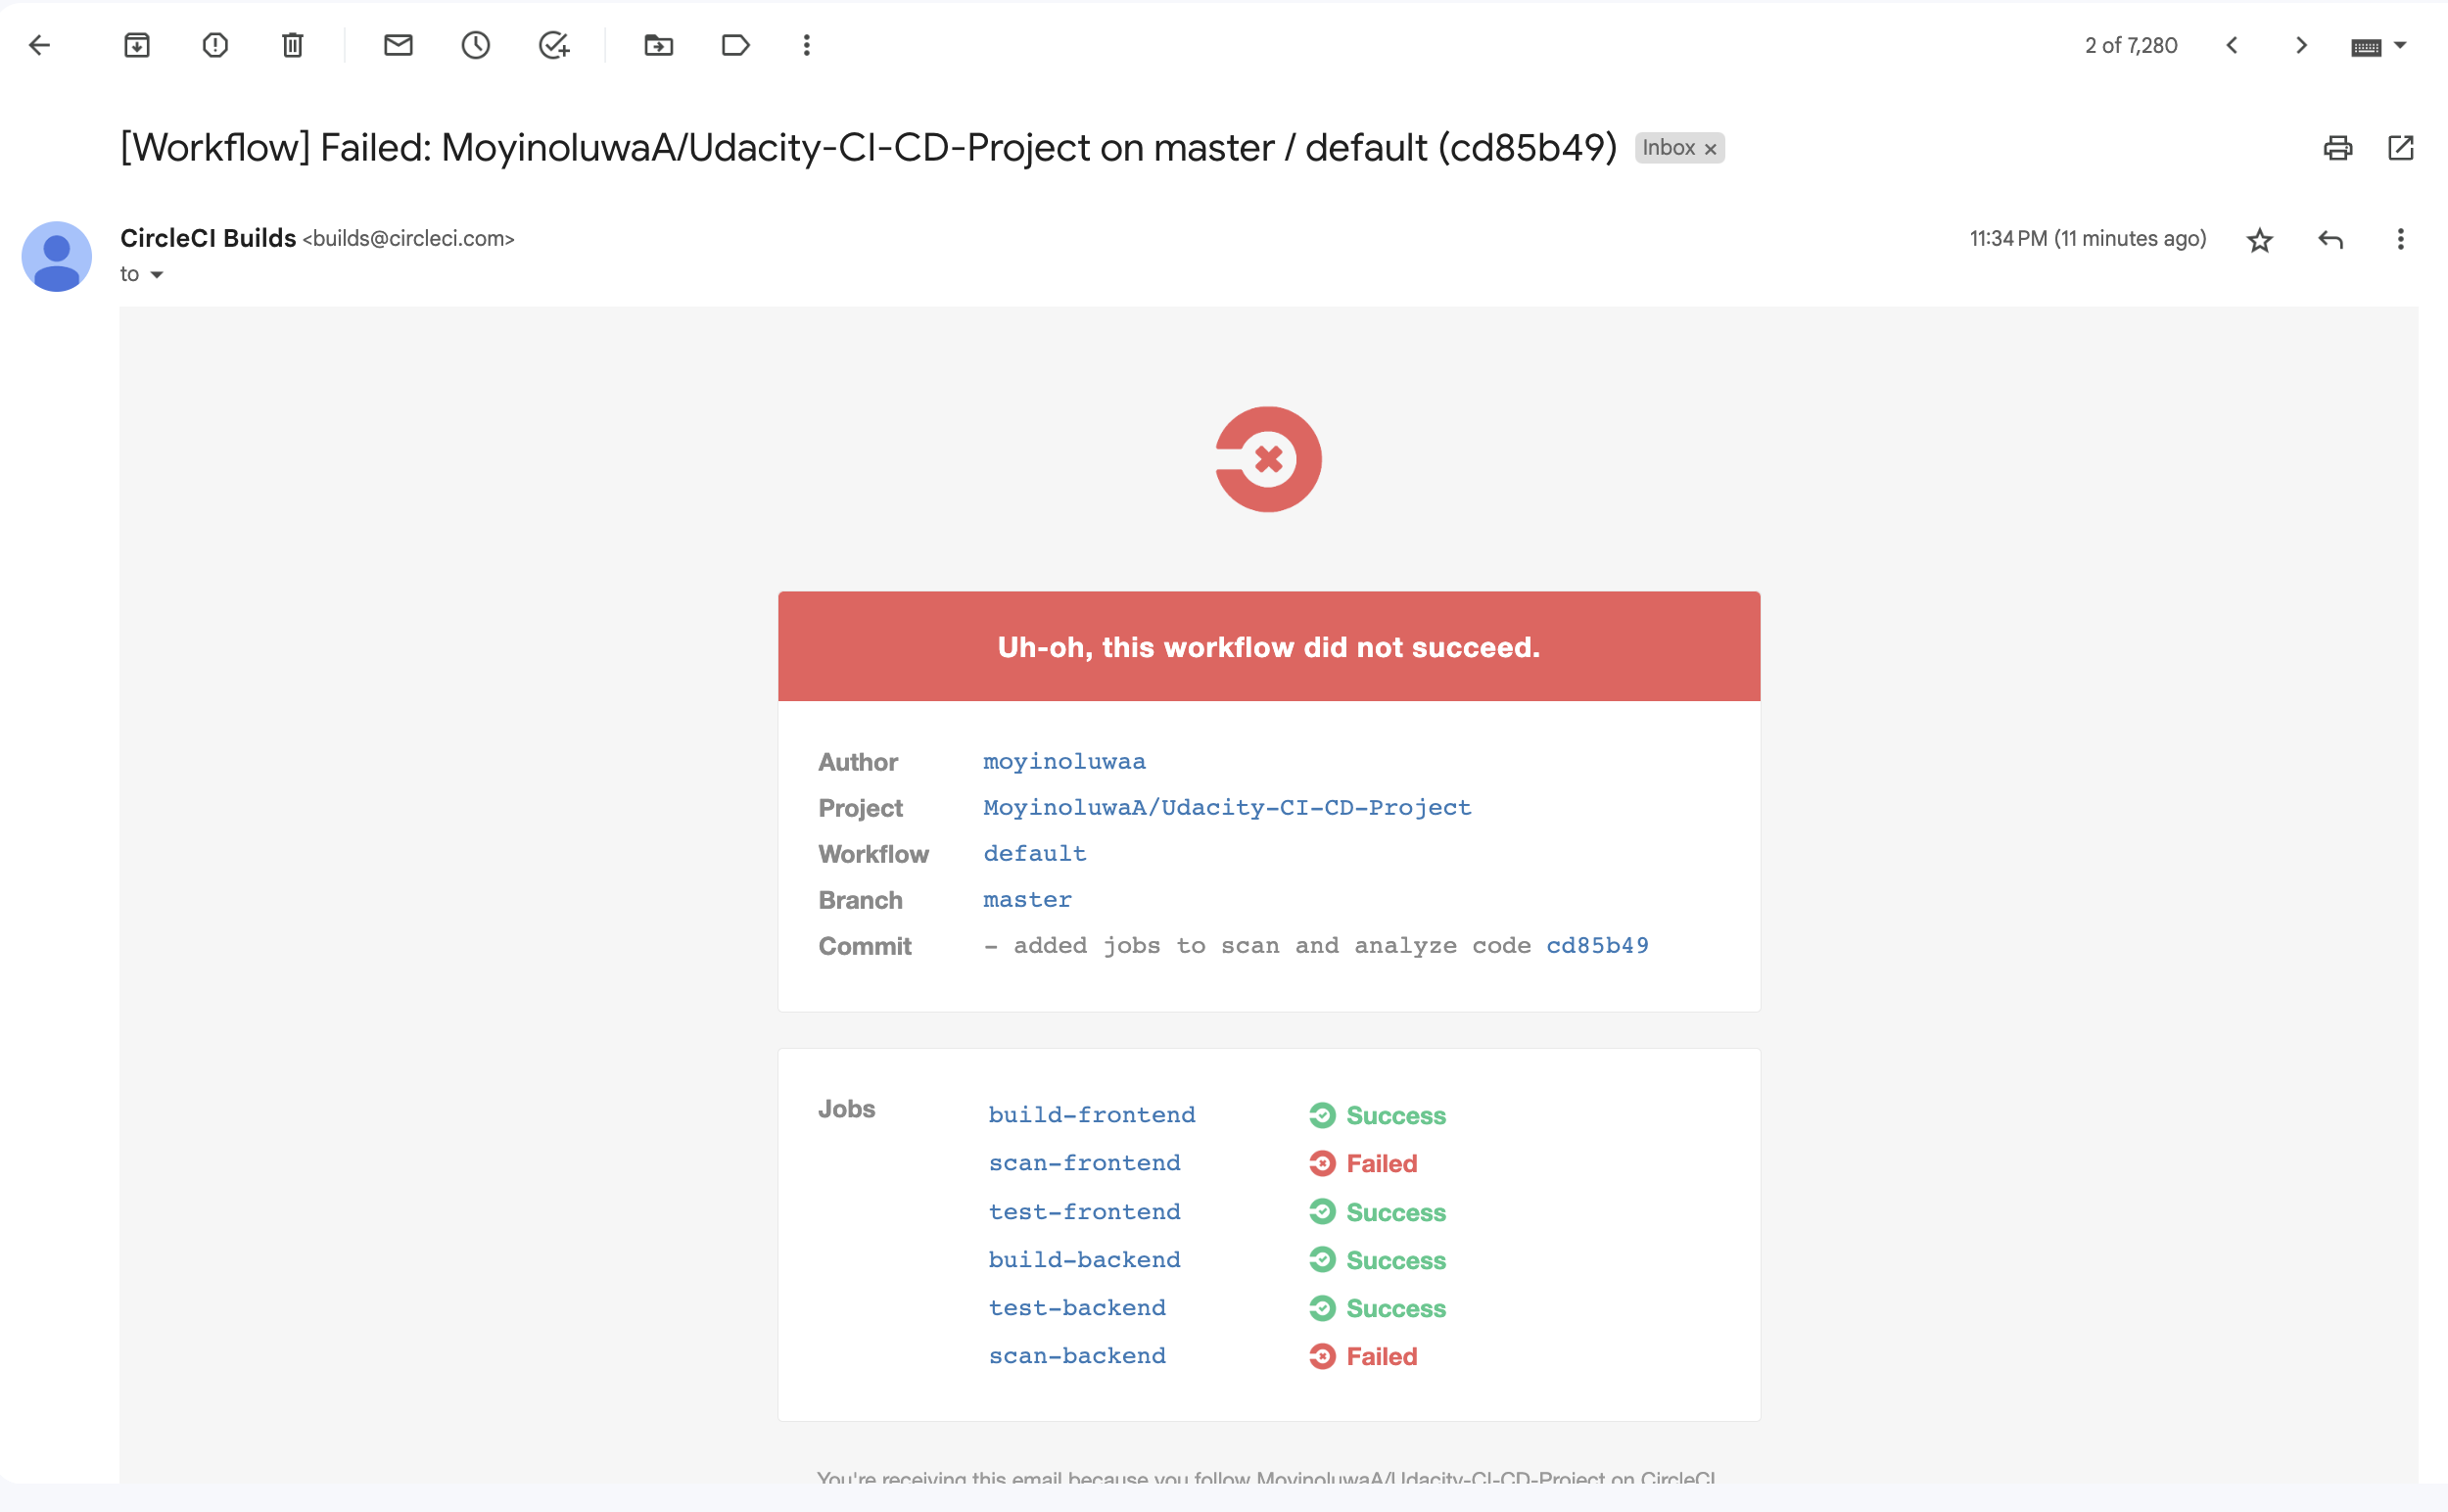 2 of 7,280
[Workflow] Failed: MoyinoluwaA/Udacity-CI-CD-Project on master / default (cd85b49) Inbox ×
CircleCI Builds <builds@circleci.com>
11:34 PM (11 minutes ago)
to
Uh-oh, this workflow did not succeed.
Author moyinoluwaa
Project MoyinoluwaA/Udacity-CI-CD-Project
Workflow default
Branch master
Commit - added jobs to scan and analyze code cd85b49
Jobs build-frontend Success
scan-frontend Failed
test-frontend Success
build-backend Success
test-backend Success
scan-backend Failed
You're receiving this email because you follow MoyinoluwaA/Udacity-CI-CD-Project on CircleCI